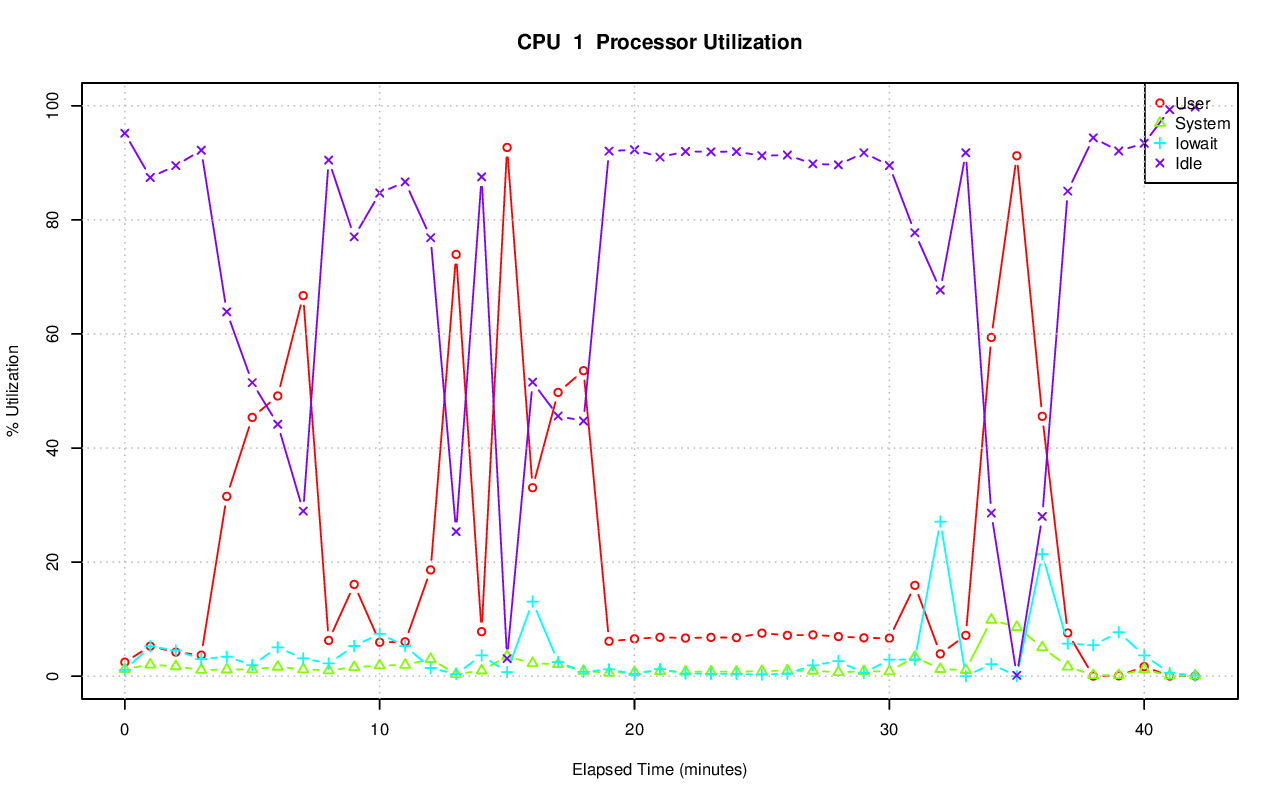 CPU  1  Processor Utilization
% Utilization
100
80
60
40
20
0
User
System
Iowait
Idle
0 10 20 30 40
Elapsed Time (minutes)